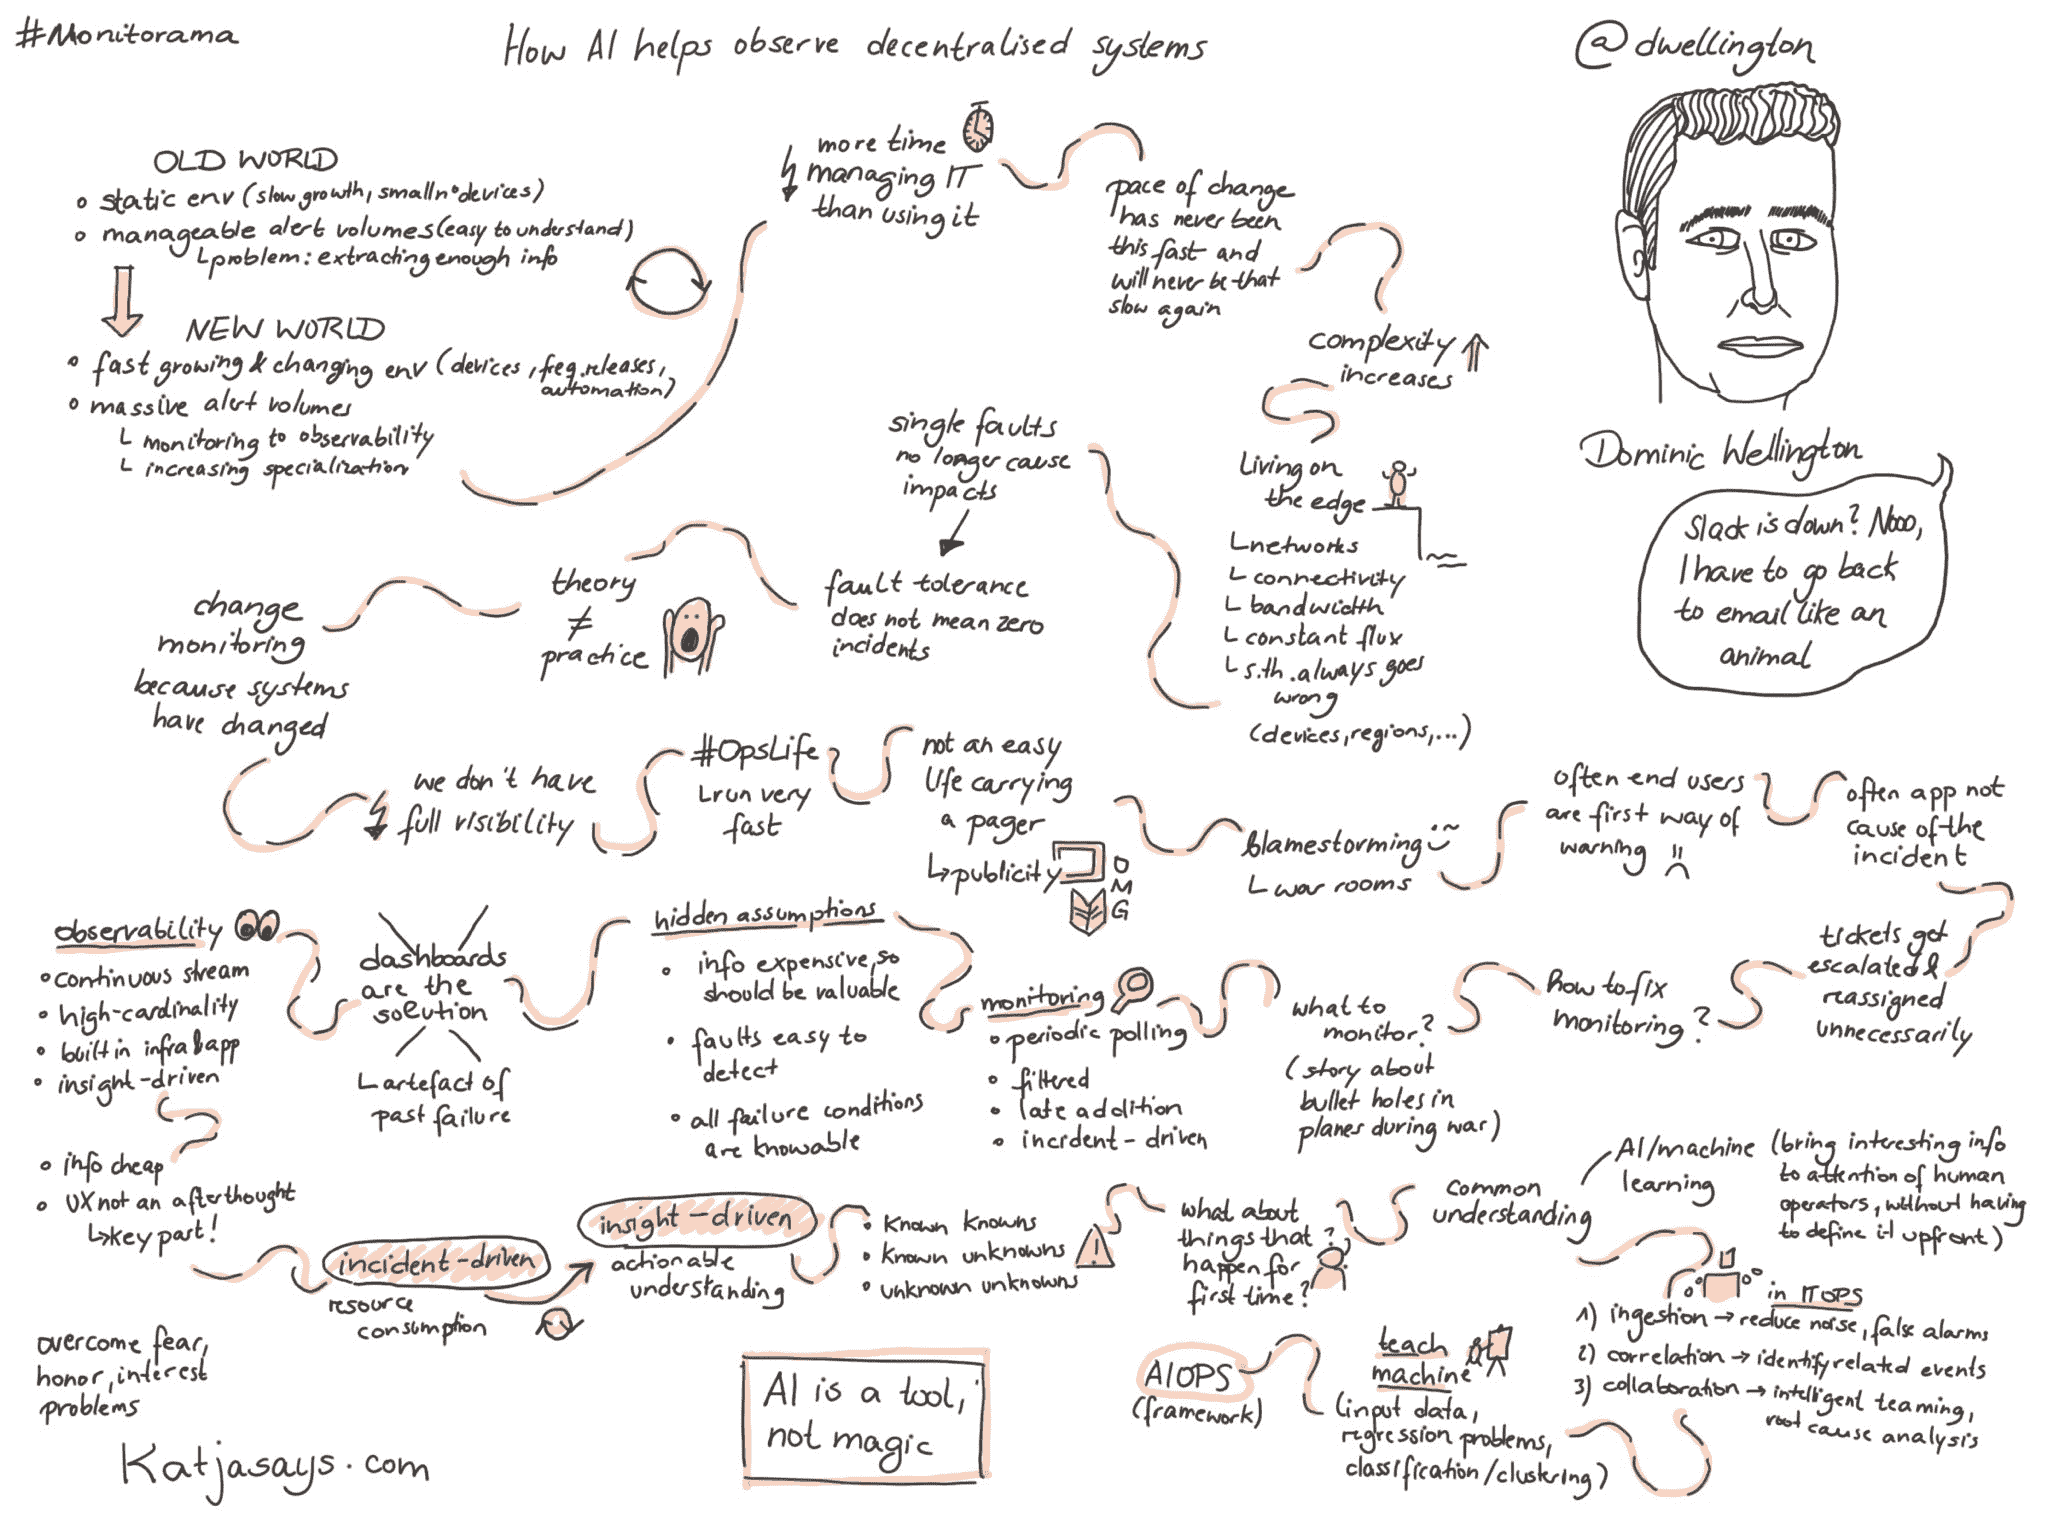 #Monitorama
How AI helps observe decentralised systems
@dwellington
Dominic Wellington
Slack is down? Nooo,
I have to go back
to email like an
animal
OLD WORLD
static env (slow growth, small n° devices)
manageable alert volumes (easy to understand)
problem: extracting enough info
NEW WORLD
fast growing & changing env (devices, freq. releases,
automation)
massive alert volumes
monitoring to observability
increasing specialization
more time
managing IT
than using it
pace of change
has never been
this fast and
will never be that
slow again
complexity
increases
Living on
the edge
networks
connectivity
bandwidth
constant flux
s.th. always goes
wrong
(devices, regions, ...)
single faults
no longer cause
impacts
fault tolerance
does not mean zero
incidents
theory
≠
practice
change
monitoring
because systems
have changed
we don't have
full visibility
#OpsLife
run very
fast
not an easy
life carrying
a pager
publicity
OMG
blamestorming
war rooms
often end users
are first way of
warning
often app not
cause of the
incident
tickets get
escalated &
reassigned
unnecessarily
how to fix
monitoring?
what to
monitor?
(story about
bullet holes in
planes during war)
monitoring
periodic polling
filtered
late addition
incident-driven
hidden assumptions
info expensive, so
should be valuable
faults easy to
detect
all failure conditions
are knowable
dashboards
are the
solution
artefact of
past failure
observability
continuous stream
high-cardinality
built in infra & app
insight-driven
info cheap
UX not an afterthought
key part!
incident-driven
resource
consumption
insight-driven
actionable
understanding
known knowns
known unknowns
unknown unknowns
what about
things that
happen for
first time?
?
common
understanding
AI/machine
learning
(bring interesting info
to attention of human
operators, without having
to define it upfront)
in ITOPS
1) ingestion → reduce noise, false alarms
2) correlation → identify related events
3) collaboration → intelligent teaming,
root cause analysis
teach
machine
(input data,
regression problems,
classification/clustering)
AIOPS
(framework)
AI is a tool,
not magic
overcome fear,
honor, interest
problems
Katjasays.com